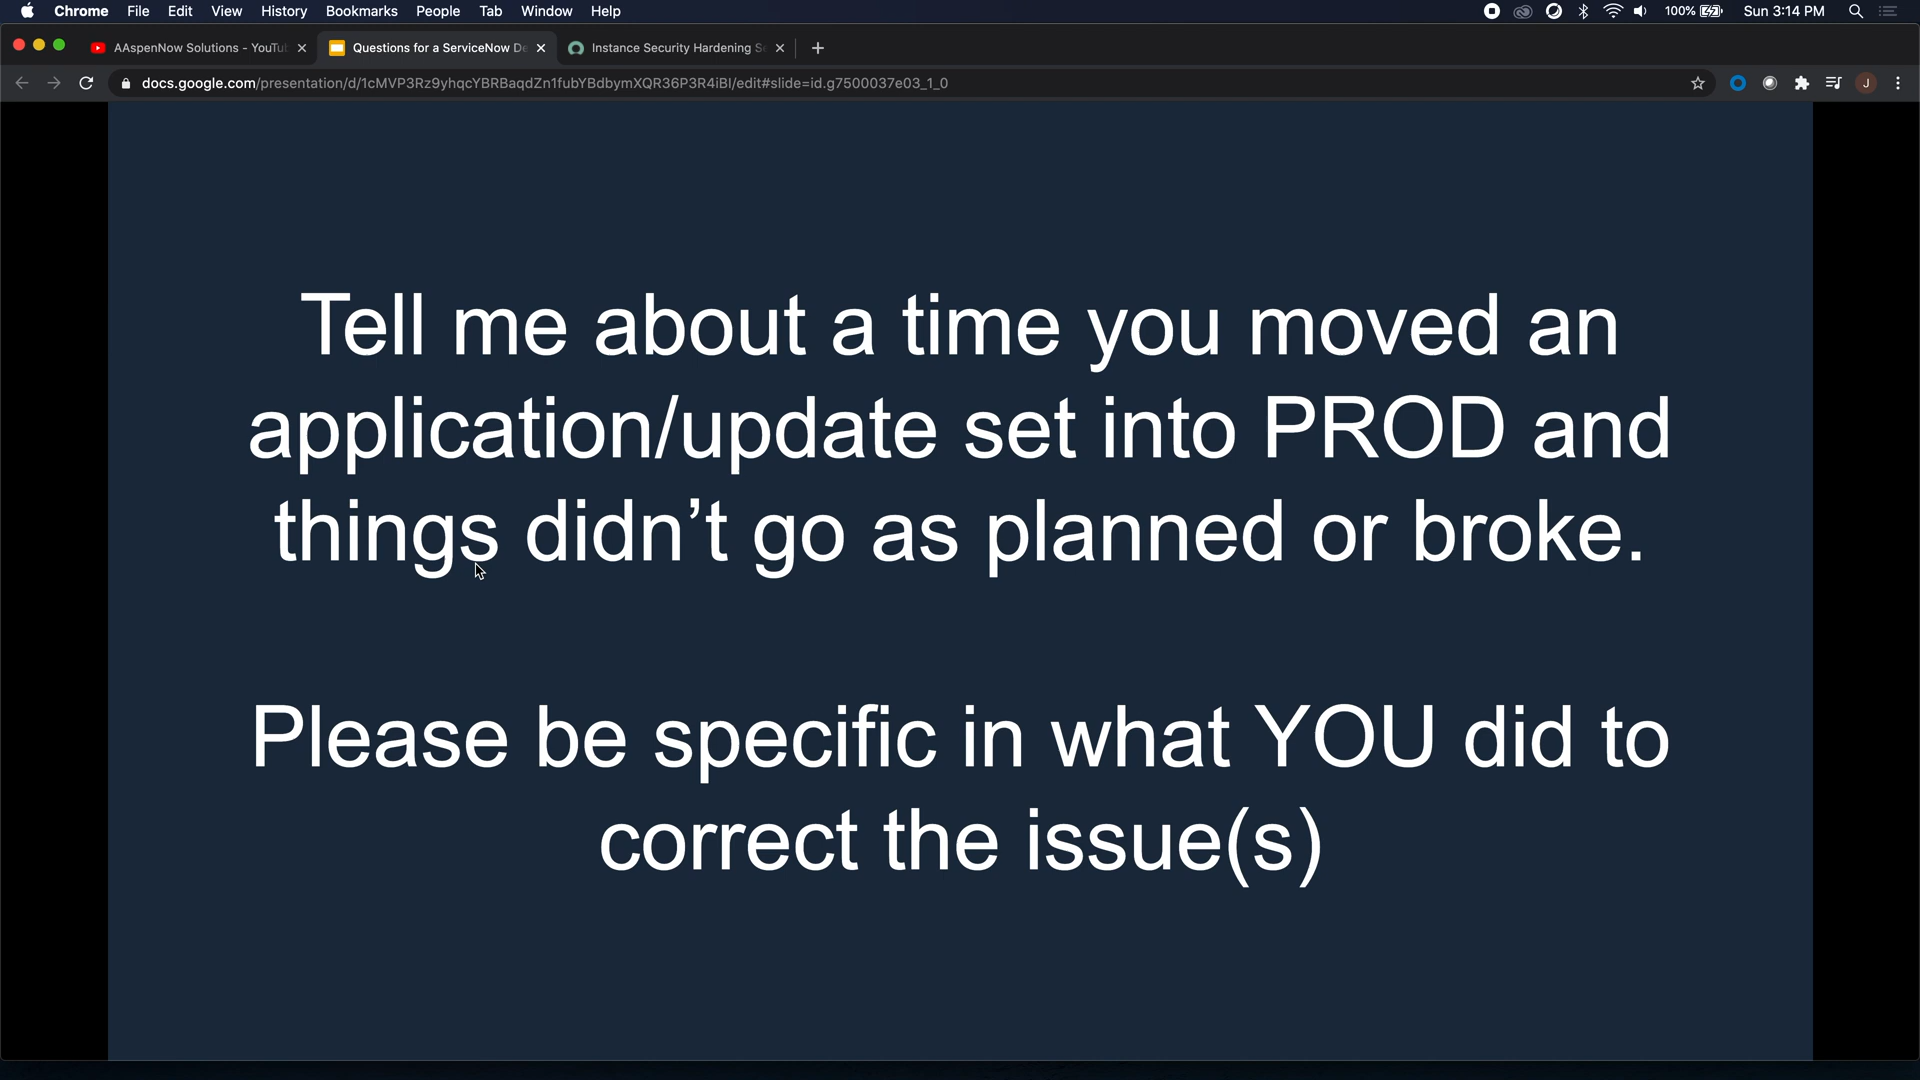 Chrome File Edit View History Bookmarks People Tab Window Help 100% Sun 3:14 PM
AAspenNow Solutions - YouTu Questions for a ServiceNow De Instance Security Hardening S
docs.google.com/presentation/d/1cMVP3Rz9yhqcYBRBaqdZn1fubYBdbymXQR36P3R4iBI/edit#slide=id.g7500037e03_1_0 J
Tell me about a time you moved an
application/update set into PROD and
things didn’t go as planned or broke.
Please be specific in what YOU did to
correct the issue(s)